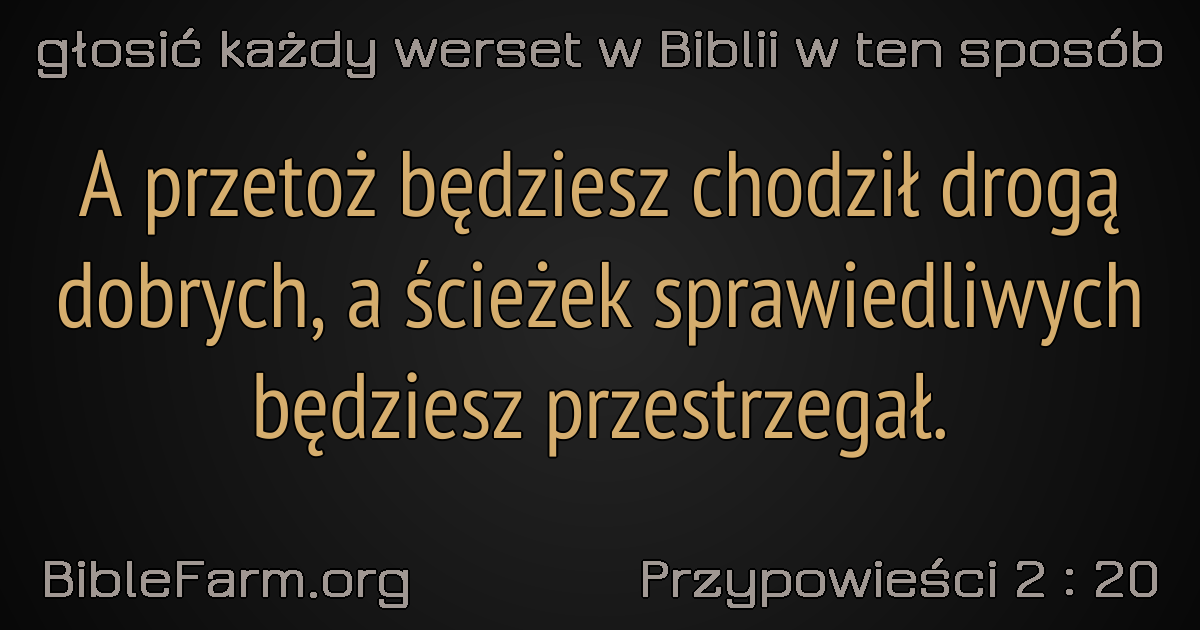 głosić każdy werset w Biblii w ten sposób
A przetoż będziesz chodził drogą
dobrych, a ścieżek sprawiedliwych
będziesz przestrzegał.
BibleFarm.org
Przypowieści 2 : 20